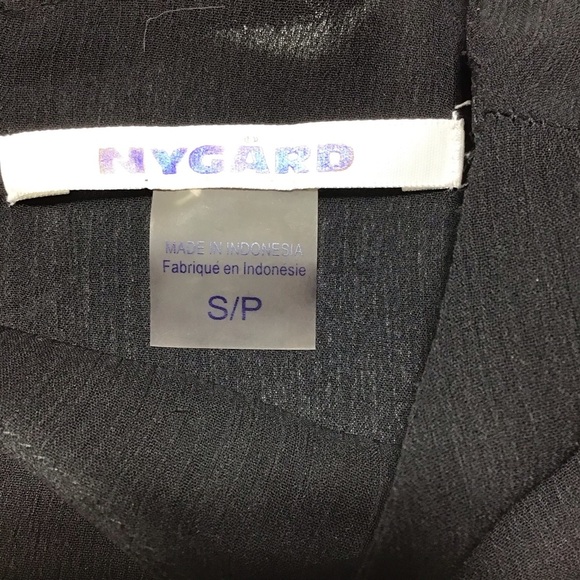 NYGÅRD
MADE IN INDONESIA
Fabriqué en Indonesie
S/P